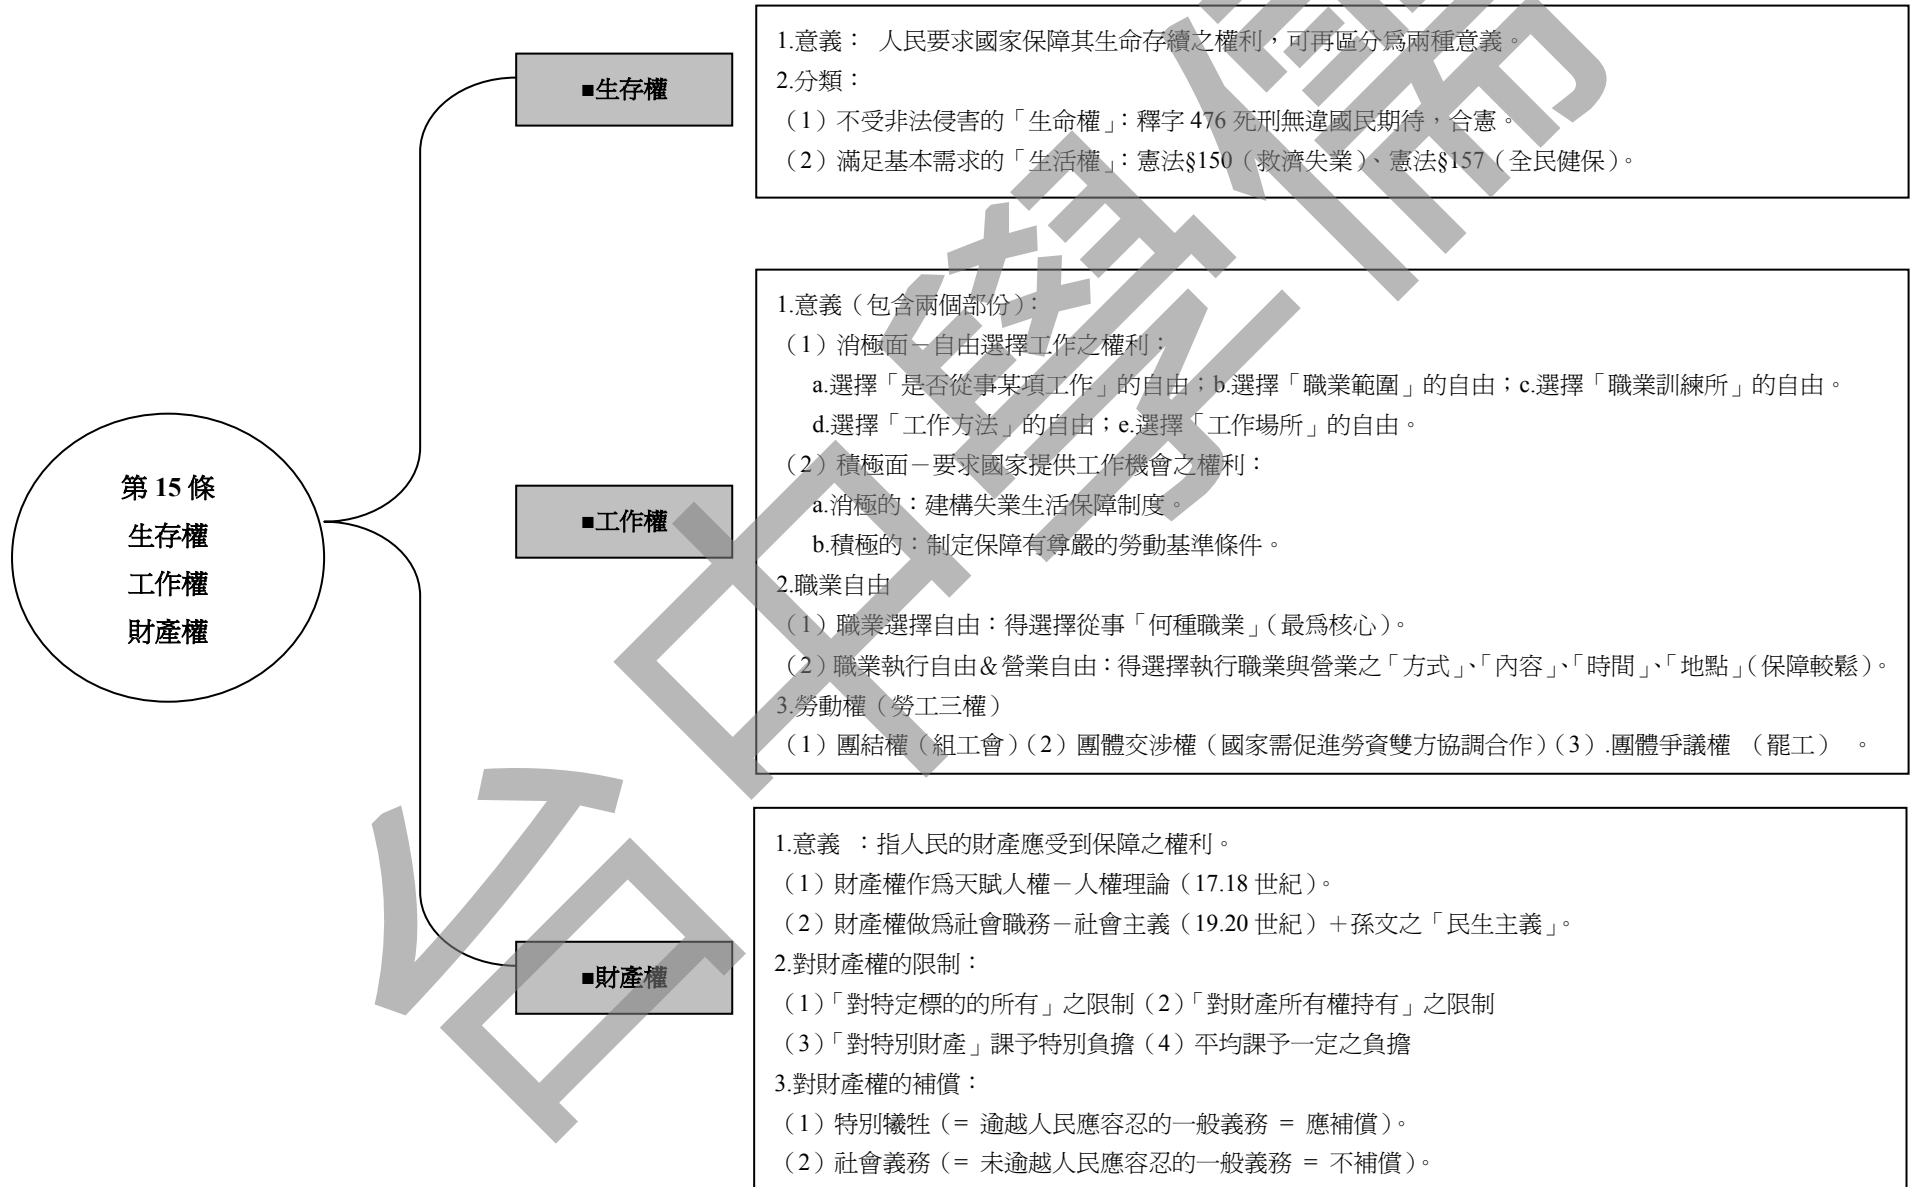 第 15 條
生存權
工作權
財產權
■生存權
1.意義： 人民要求國家保障其生命存續之權利，可再區分為兩種意義。
2.分類：
（1）不受非法侵害的「生命權」：釋字 476 死刑無違國民期待，合憲。
（2）滿足基本需求的「生活權」：憲法§150（救濟失業）、憲法§157（全民健保）。
■工作權
1.意義（包含兩個部份）：
（1）消極面－自由選擇工作之權利：
a.選擇「是否從事某項工作」的自由；b.選擇「職業範圍」的自由；c.選擇「職業訓練所」的自由。
d.選擇「工作方法」的自由；e.選擇「工作場所」的自由。
（2）積極面－要求國家提供工作機會之權利：
a.消極的：建構失業生活保障制度。
b.積極的：制定保障有尊嚴的勞動基準條件。
2.職業自由
（1）職業選擇自由：得選擇從事「何種職業」（最為核心）。
（2）職業執行自由＆營業自由：得選擇執行職業與營業之「方式」、「內容」、「時間」、「地點」（保障較鬆）。
3.勞動權（勞工三權）
（1）團結權（組工會）（2）團體交涉權（國家需促進勞資雙方協調合作）（3）.團體爭議權 （罷工） 。
■財產權
1.意義 ：指人民的財產應受到保障之權利。
（1）財產權作為天賦人權－人權理論（17.18 世紀）。
（2）財產權做為社會職務－社會主義（19.20 世紀）＋孫文之「民生主義」。
2.對財產權的限制：
（1）「對特定標的的所有」之限制（2）「對財產所有權持有」之限制
（3）「對特別財產」課予特別負擔（4）平均課予一定之負擔
3.對財產權的補償：
（1）特別犧牲（= 逾越人民應容忍的一般義務 = 應補償）。
（2）社會義務（= 未逾越人民應容忍的一般義務 = 不補償）。
台中學儒